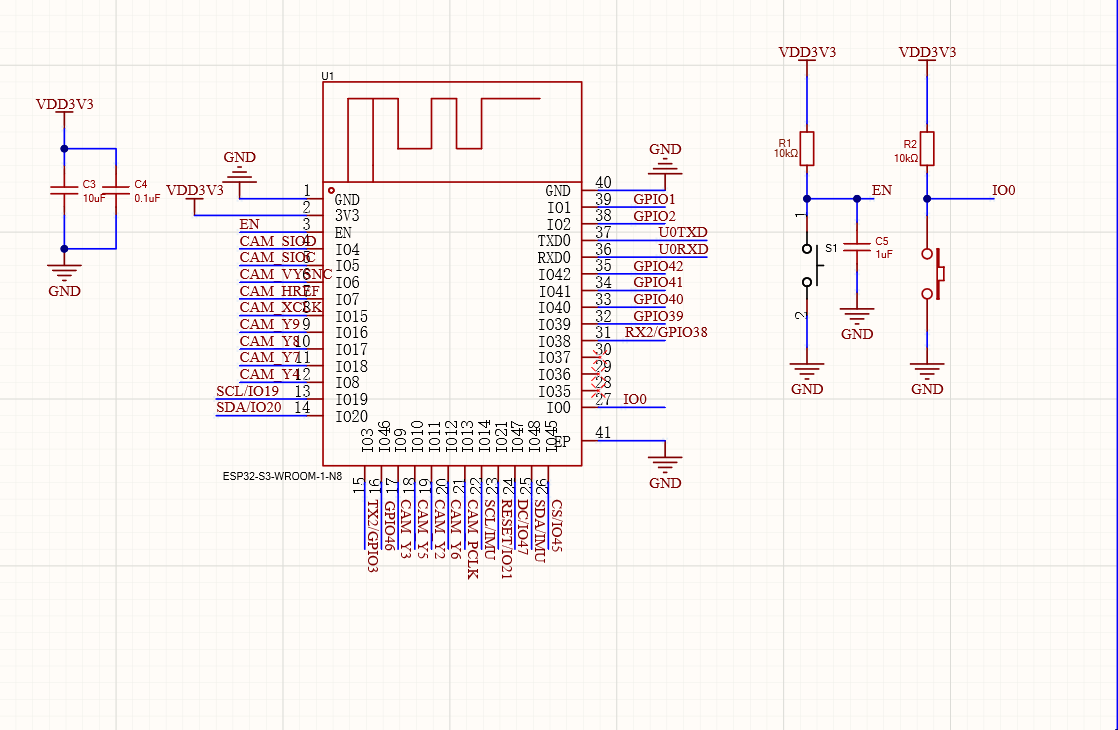 VDD3V3
C3
10uF
C4
0.1uF
GND
U1
GND
VDD3V3
EN
CAM_SIOD
CAM_SIOC
CAM_VYSNC
CAM_HREF
CAM_XCLK
CAM_Y9
CAM_Y8
CAM_Y7
CAM_Y4
SCL/IO19
SDA/IO20
1
2
3
4
5
6
7
8
9
10
11
12
13
14
GND
3V3
EN
IO4
IO5
IO6
IO7
IO15
IO16
IO17
IO18
IO8
IO19
IO20
IO3
IO46
IO9
IO10
IO11
IO12
IO13
IO14
IO21
IO47
IO48
IO45
GND
IO1
IO2
TXD0
RXD0
IO42
IO41
IO40
IO39
IO38
IO37
IO36
IO35
IO0
EP
40
39
38
37
36
35
34
33
32
31
30
29
28
27
41
GND
GPIO1
GPIO2
U0TXD
U0RXD
GPIO42
GPIO41
GPIO40
GPIO39
RX2/GPIO38
IO0
GND
ESP32-S3-WROOM-1-N8
15
16
17
18
19
20
21
22
23
24
25
26
TX2/GPIO3
GPIO46
CAM_Y3
CAM_Y5
CAM_Y2
CAM_Y6
CAM_PCLK
SCL/IMU
RESET/IO21
DC/IO47
SDA/IMU
CS/IO45
VDD3V3
R1
10kΩ
EN
1
S1
2
C5
1uF
GND
GND
VDD3V3
R2
10kΩ
IO0
GND